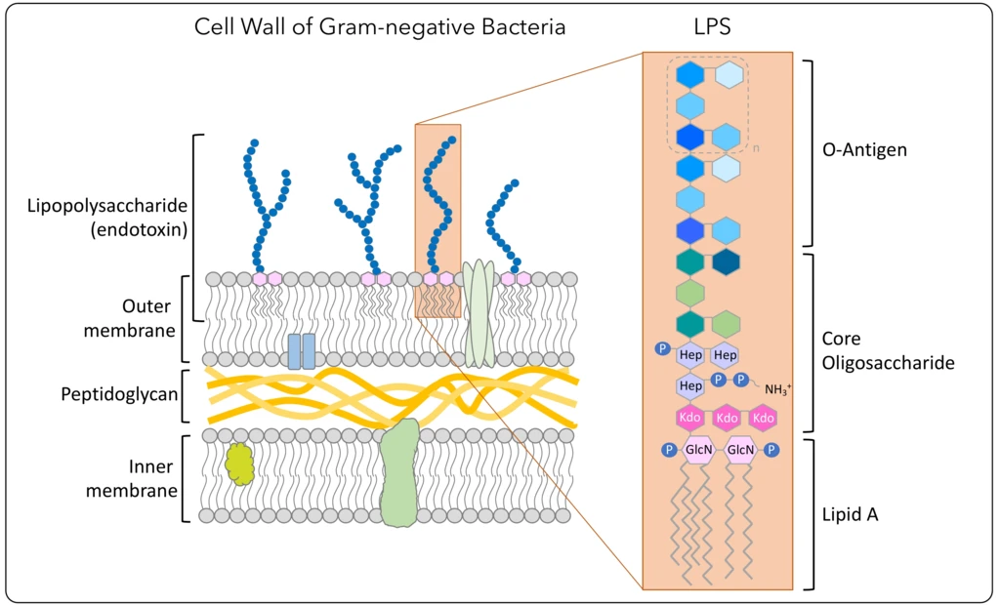 Cell Wall of Gram-negative Bacteria
LPS
Lipopolysaccharide
(endotoxin)
Outer
membrane
Peptidoglycan
Inner
membrane
n
O-Antigen
P
Hep
Hep
Hep
P
P
NH₃⁺
Kdo
Kdo
Kdo
Core
Oligosaccharide
P
GlcN
GlcN
P
Lipid A